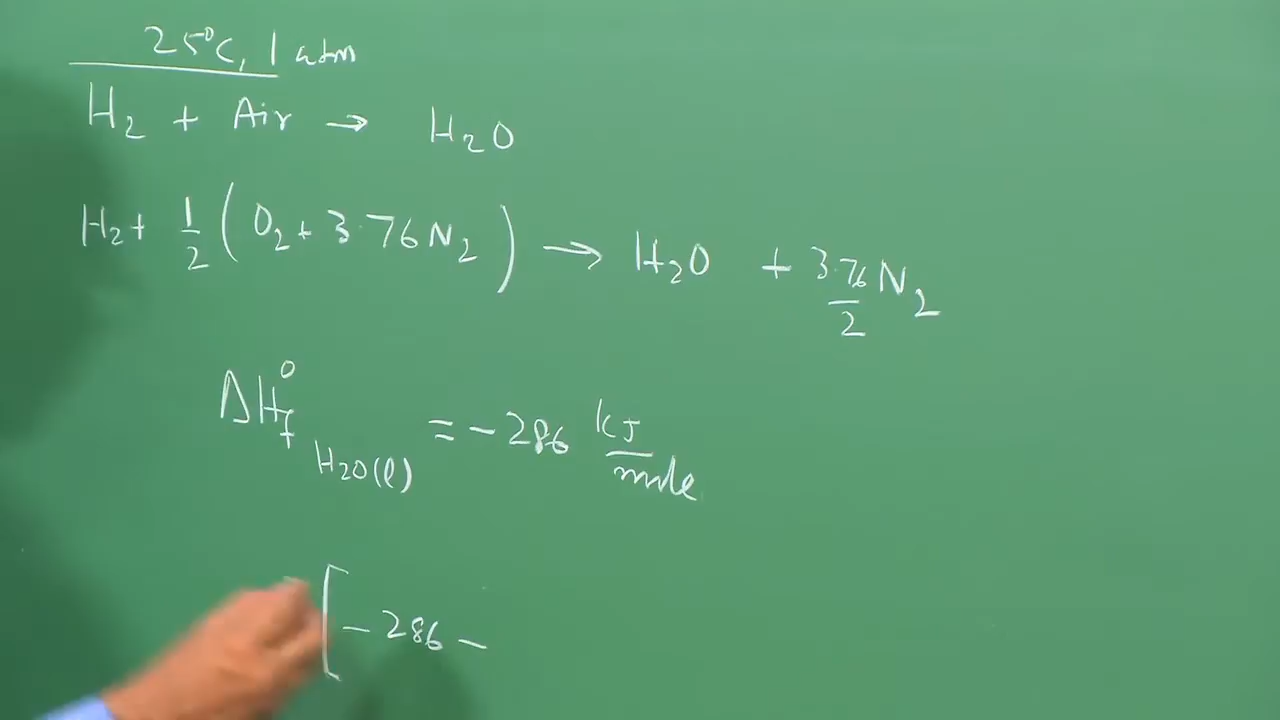 25°C, 1 atm
H₂ + Air → H₂O
H₂ + 1/2 (O₂ + 3.76 N₂) → H₂O + 3.76/2 N₂
ΔH°f H₂O(l) = -286 kJ/mole
[ - 286 -